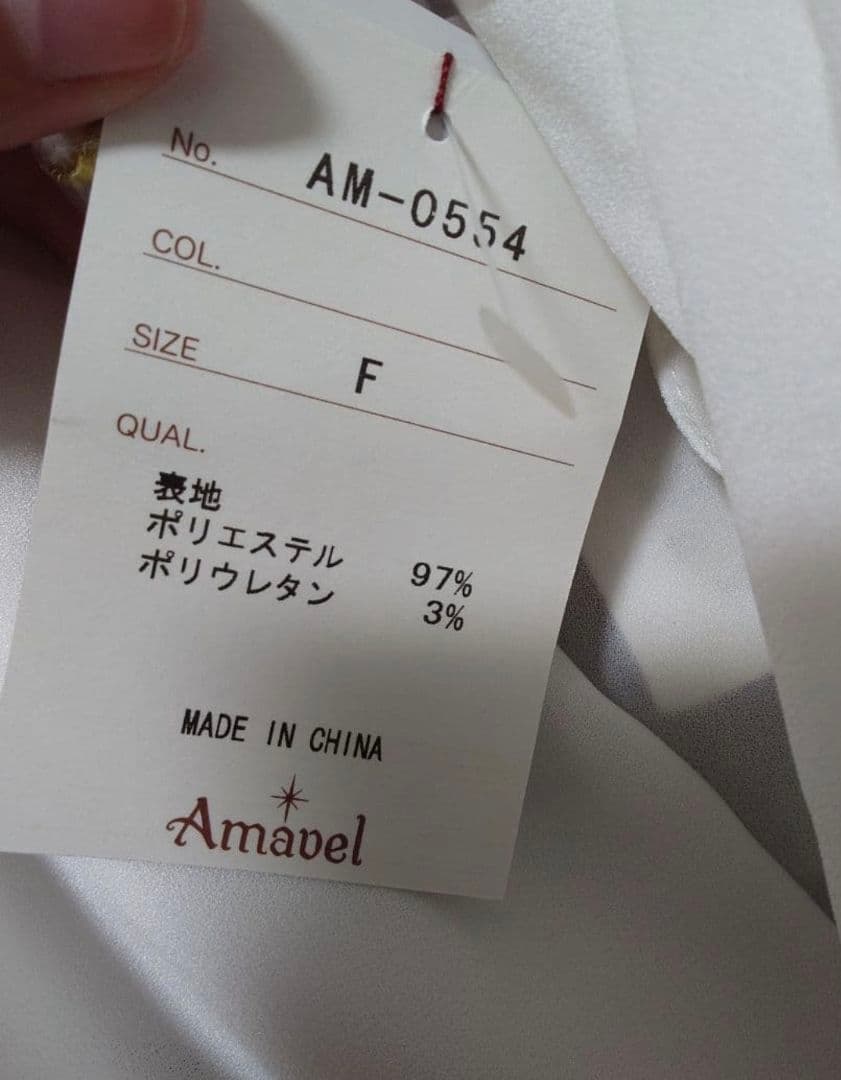 No. AM-0554
COL.
SIZE F
QUAL.
表地
ポリエステル 97%
ポリウレタン 3%
MADE IN CHINA
Amavel